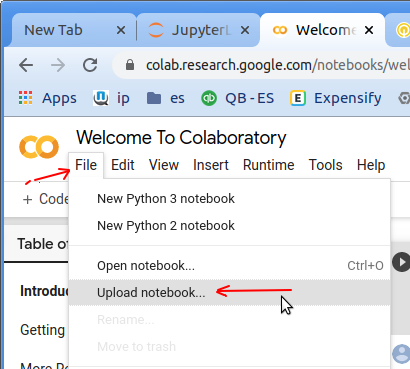 New Tab
JupyterL
Welcome
colab.research.google.com/notebooks/wel
Apps ip es QB - ES Expensify
Welcome To Colaboratory
File Edit View Insert Runtime Tools Help
+ Code
New Python 3 notebook
New Python 2 notebook
Table of
Open notebook... Ctrl+O
Introduc
Upload notebook...
Rename...
Getting
Move to trash